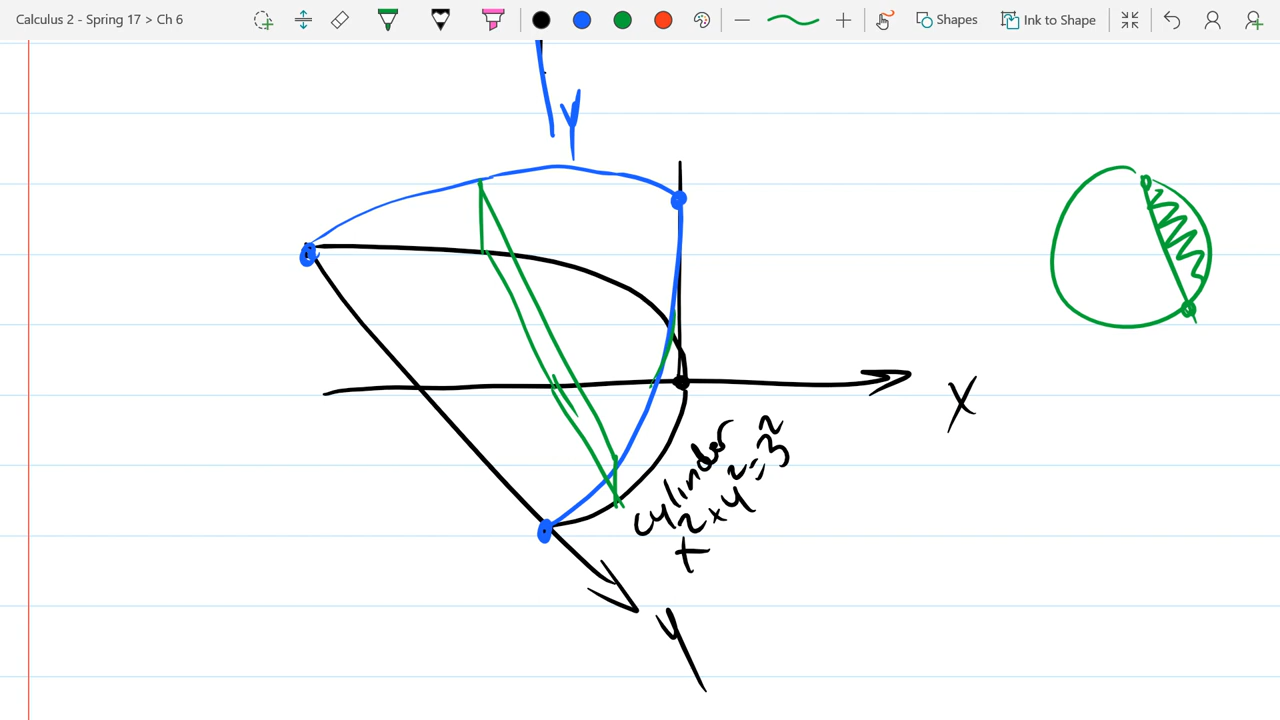 Calculus 2 - Spring 17 > Ch 6
Shapes
Ink to Shape
y
x
cylinder
x² + y² = 3²
y